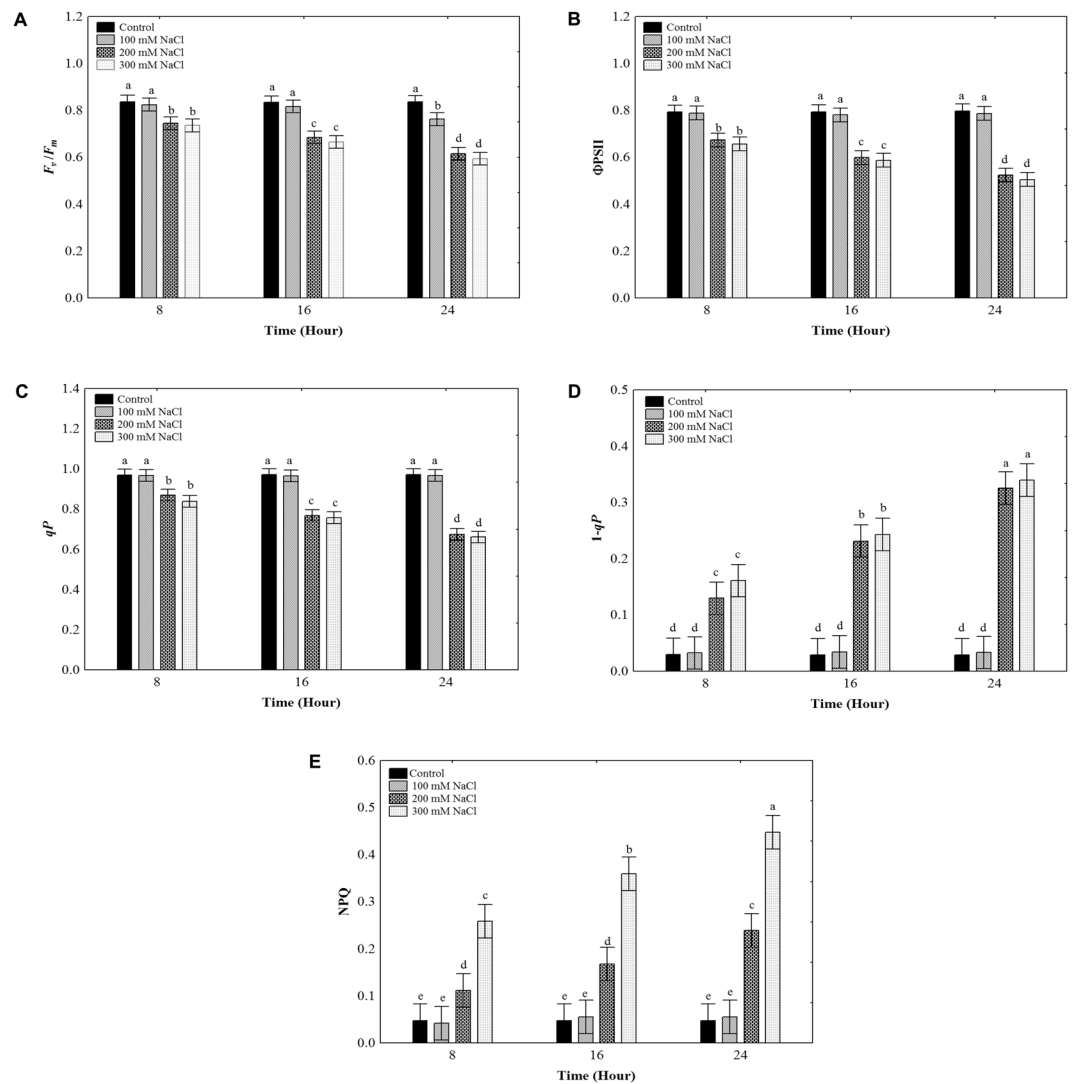 A
1.2
1.0
0.8
0.6
0.4
0.2
0.0
Fv /Fm
Control
100 mM NaCl
200 mM NaCl
300 mM NaCl
a a b b
a a c c
a b d d
8 16 24
Time (Hour)
B
1.2
1.0
0.8
0.6
0.4
0.2
0.0
ΦPSII
Control
100 mM NaCl
200 mM NaCl
300 mM NaCl
a a b b
a a c c
a a d d
8 16 24
Time (Hour)
C
1.4
1.2
1.0
0.8
0.6
0.4
0.2
0.0
qP
Control
100 mM NaCl
200 mM NaCl
300 mM NaCl
a a b b
a a c c
a a d d
8 16 24
Time (Hour)
D
0.5
0.4
0.3
0.2
0.1
0.0
1-qP
Control
100 mM NaCl
200 mM NaCl
300 mM NaCl
d d c c
d d b b
d d a a
8 16 24
Time (Hour)
E
0.6
0.5
0.4
0.3
0.2
0.1
0.0
NPQ
Control
100 mM NaCl
200 mM NaCl
300 mM NaCl
e e d c
e e d b
e e c a
8 16 24
Time (Hour)